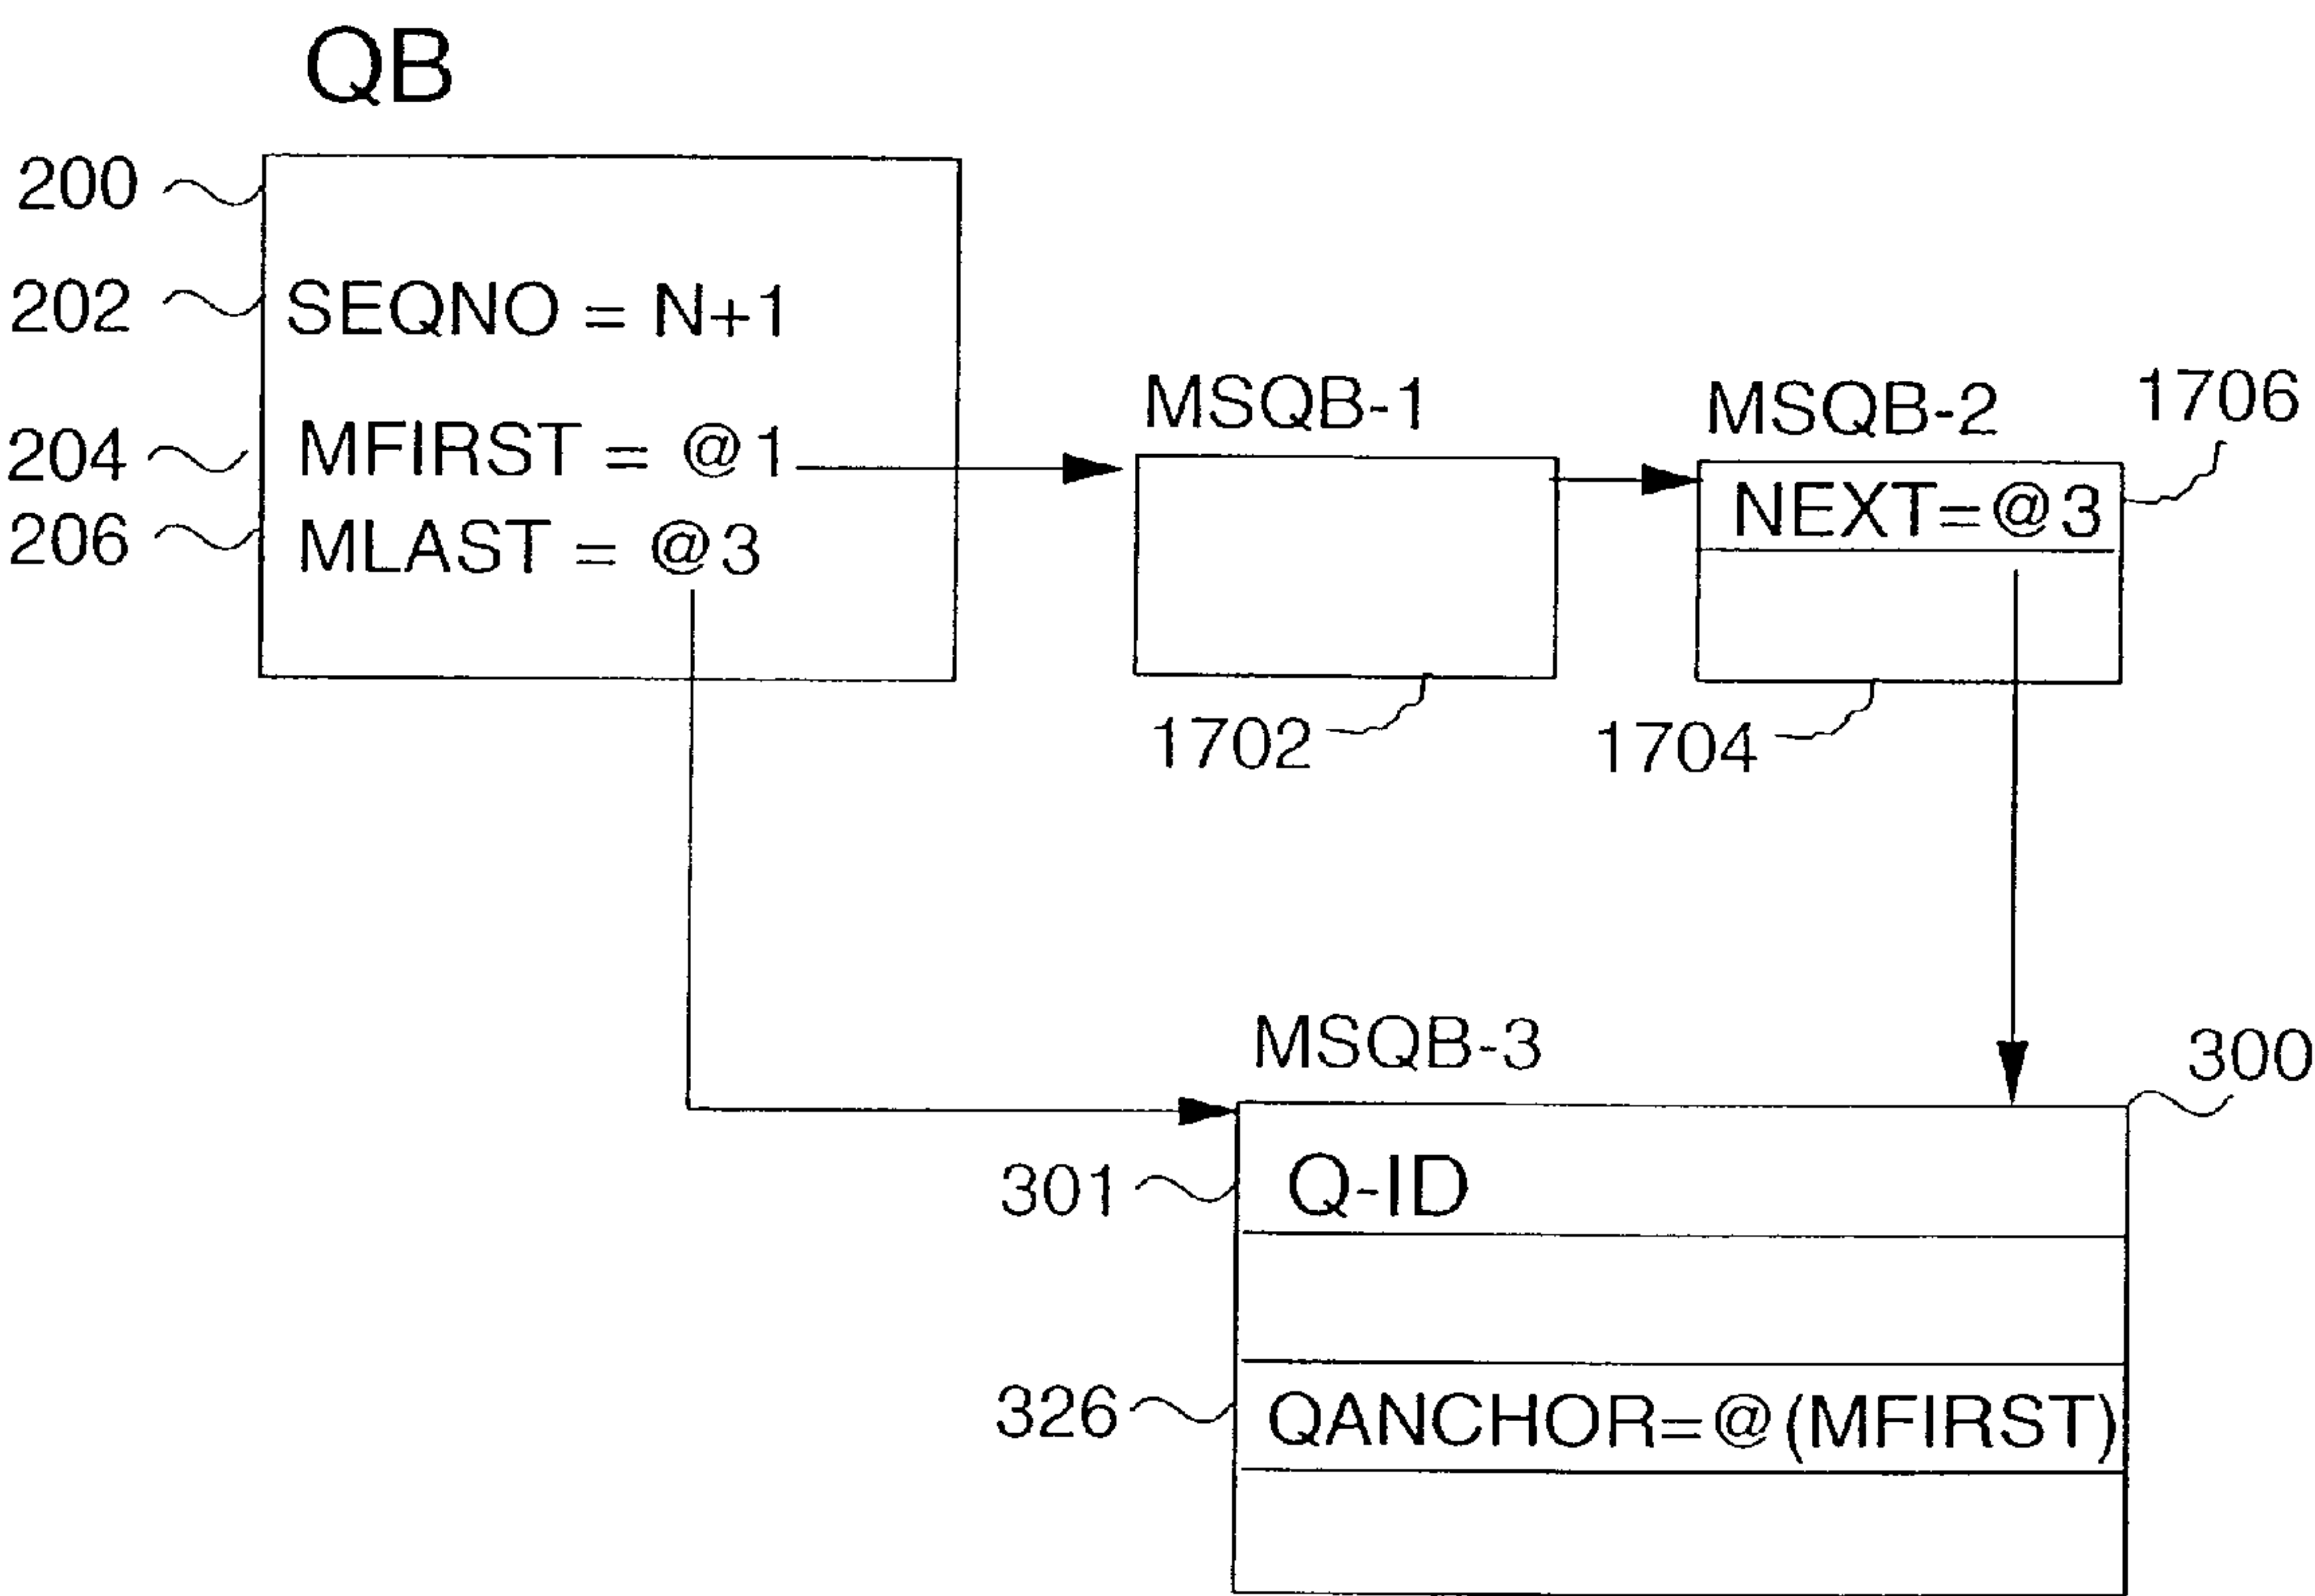 QB
200
202
SEQNO = N+1
204
MFIRST = @1
206
MLAST = @3
MSQB-1
1702
MSQB-2
1706
NEXT=@3
1704
MSQB-3
300
301
Q-ID
326
QANCHOR=@(MFIRST)